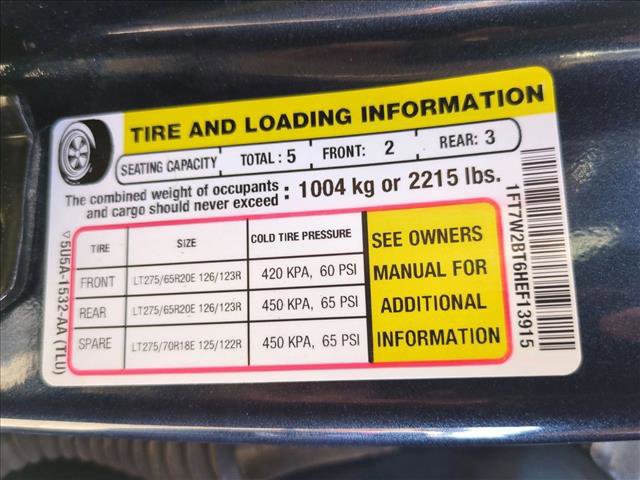 TIRE AND LOADING INFORMATION
SEATING CAPACITY TOTAL : 5 FRONT: 2 REAR: 3
The combined weight of occupants and cargo should never exceed : 1004 kg or 2215 lbs.
TIRE SIZE COLD TIRE PRESSURE
FRONT LT275/65R20E 126/123R 420 KPA, 60 PSI
REAR LT275/65R20E 126/123R 450 KPA, 65 PSI
SPARE LT275/70R18E 125/122R 450 KPA, 65 PSI
SEE OWNERS
MANUAL FOR
ADDITIONAL
INFORMATION
▽5U5A-1532-AA (TLU)
1FT7W2BT6HEF13915